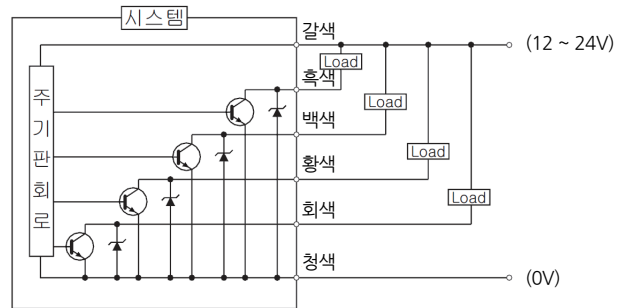 시스템
갈색
(12 ~ 24V)
Load
흑색
Load
백색
Load
황색
Load
회색
청색
(0V)
주기판회로